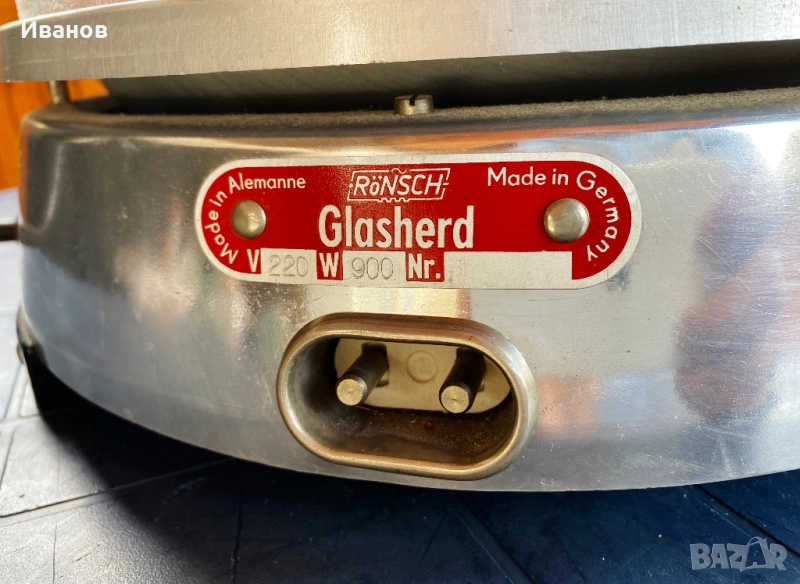 Иванов
Made in Alemanne
RÖNSCH
Made in Germany
Glasherd
V 220 W 900 Nr.
BAZAR